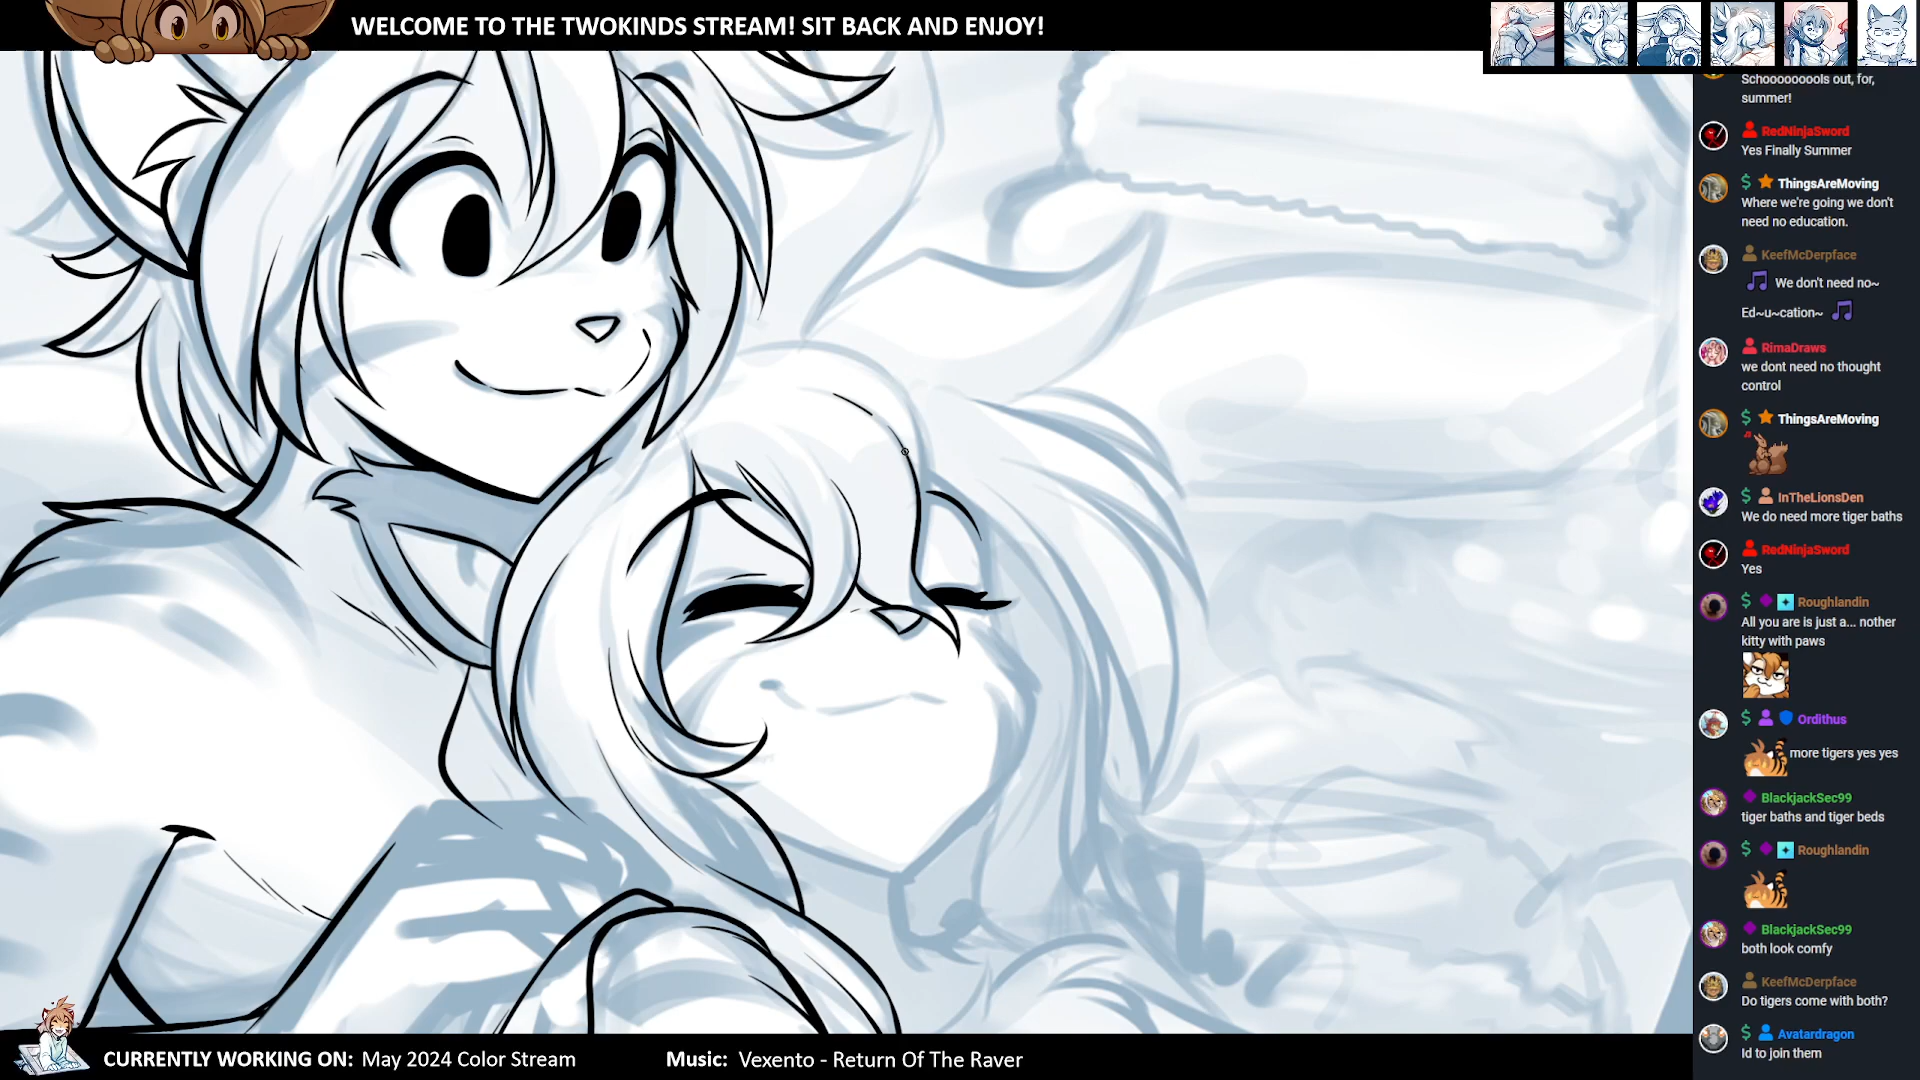 WELCOME TO THE TWOKINDS STREAM! SIT BACK AND ENJOY!
Schooooooools out, for,
summer!
RedNinjaSword
Yes Finally Summer
ThingsAreMoving
Where we're going we don't
need no education.
KeefMcDerpface
We don't need no~
Ed~u~cation~
RimaDraws
we dont need no thought
control
ThingsAreMoving
InTheLionsDen
We do need more tiger baths
RedNinjaSword
Yes
Roughlandin
All you are is just a... nother
kitty with paws
Ordithus
more tigers yes yes
BlackjackSec99
tiger baths and tiger beds
Roughlandin
BlackjackSec99
both look comfy
KeefMcDerpface
Do tigers come with both?
Avatardragon
Id to join them
CURRENTLY WORKING ON: May 2024 Color Stream
Music: Vexento - Return Of The Raver